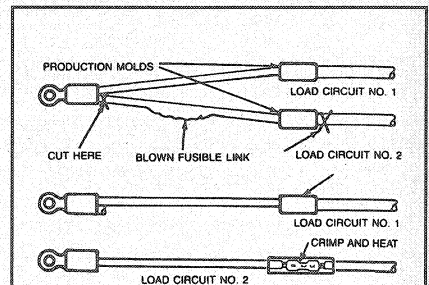 PRODUCTION MOLDS
LOAD CIRCUIT NO. 1
CUT HERE
BLOWN FUSIBLE LINK
LOAD CIRCUIT NO. 2
LOAD CIRCUIT NO. 1
CRIMP AND HEAT
LOAD CIRCUIT NO. 2